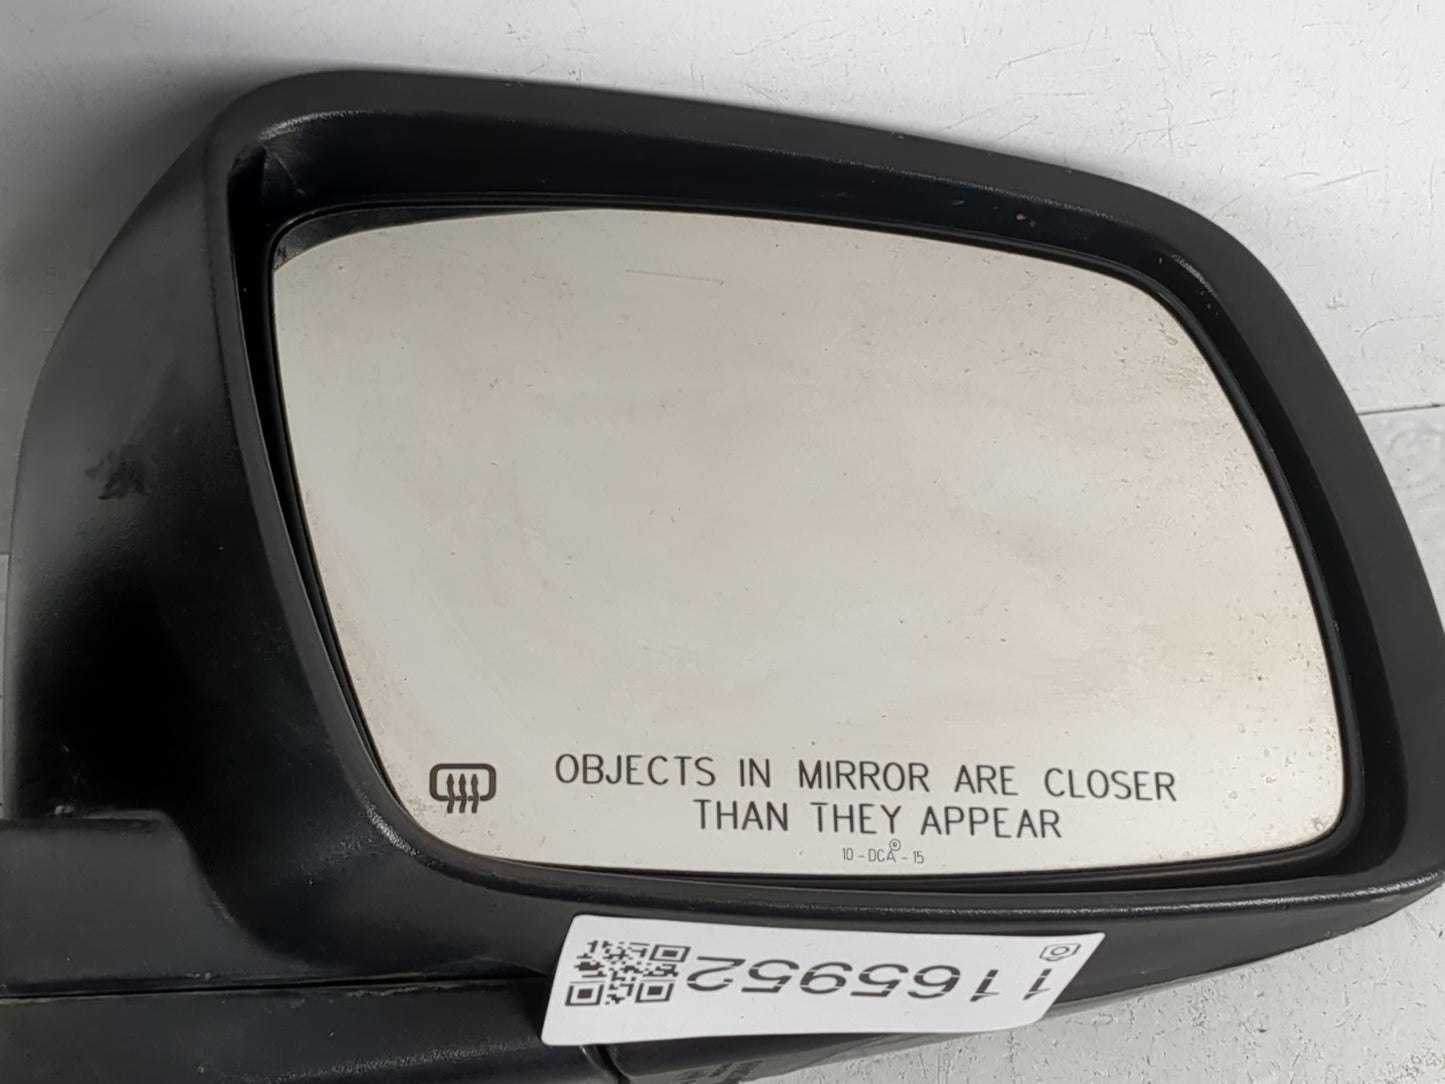 OBJECTS IN MIRROR ARE CLOSER
THAN THEY APPEAR
10-DCA®-15
1165952